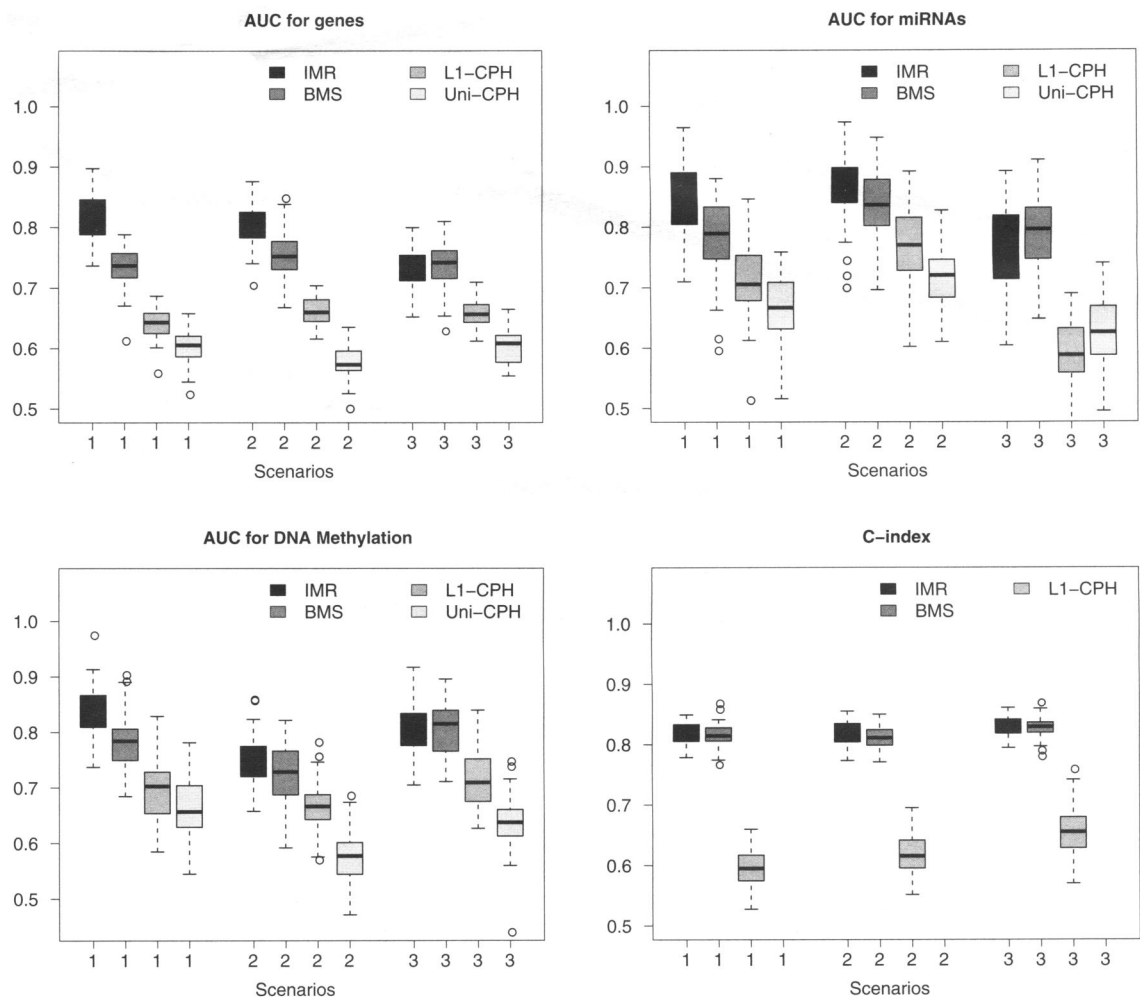 AUC for genes
IMR
BMS
L1−CPH
Uni−CPH
1.0
0.9
0.8
0.7
0.6
0.5
1 1 1 1 2 2 2 2 3 3 3 3
Scenarios
AUC for miRNAs
IMR
BMS
L1−CPH
Uni−CPH
1.0
0.9
0.8
0.7
0.6
0.5
1 1 1 1 2 2 2 2 3 3 3 3
Scenarios
AUC for DNA Methylation
IMR
BMS
L1−CPH
Uni−CPH
1.0
0.9
0.8
0.7
0.6
0.5
1 1 1 1 2 2 2 2 3 3 3 3
Scenarios
C−index
IMR
BMS
L1−CPH
1.0
0.9
0.8
0.7
0.6
0.5
1 1 1 1 2 2 2 2 3 3 3 3
Scenarios